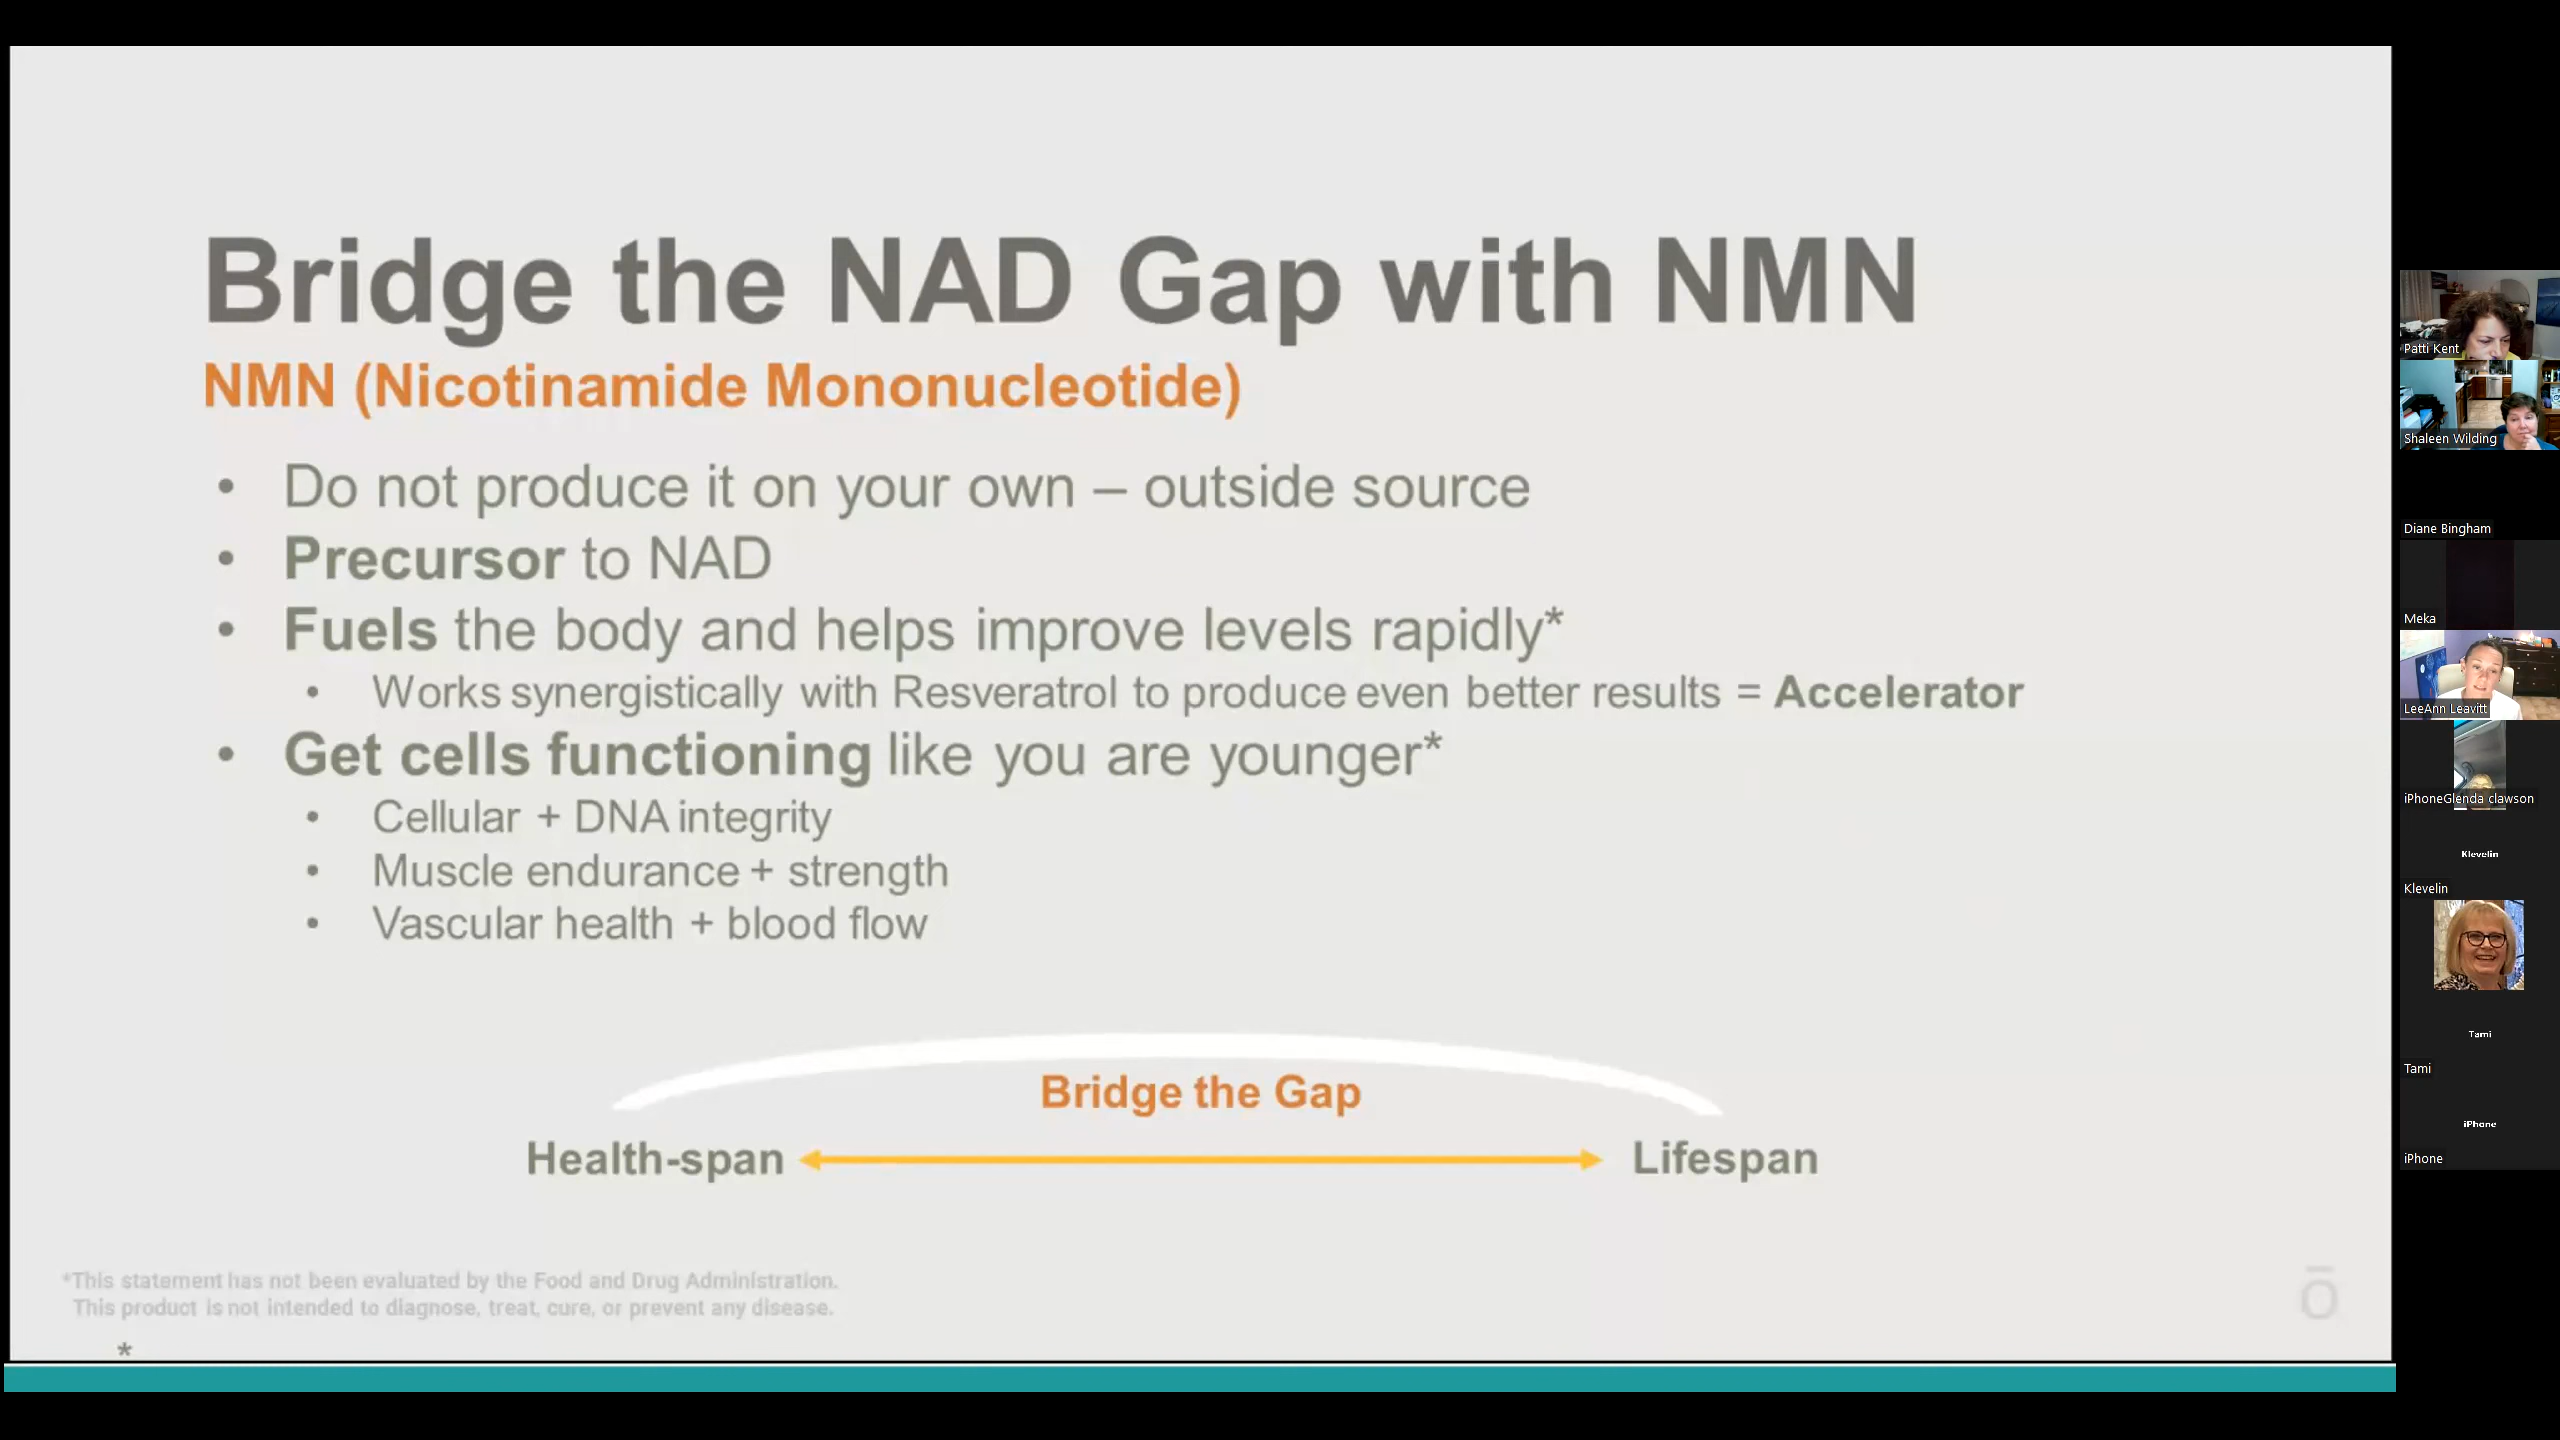 Bridge the NAD Gap with NMN
NMN (Nicotinamide Mononucleotide)
• Do not produce it on your own – outside source
• Precursor to NAD
• Fuels the body and helps improve levels rapidly*
• Works synergistically with Resveratrol to produce even better results = Accelerator
• Get cells functioning like you are younger*
• Cellular + DNA integrity
• Muscle endurance + strength
• Vascular health + blood flow
Bridge the Gap
Health-span Lifespan
*This statement has not been evaluated by the Food and Drug Administration.
This product is not intended to diagnose, treat, cure, or prevent any disease.
*
ō
Patti Kent
Shaleen Wilding
Diane Bingham
Meka
LeeAnn Leavitt
iPhoneGlenda clawson
Klevelin
Klevelin
Tami
Tami
iPhone
iPhone